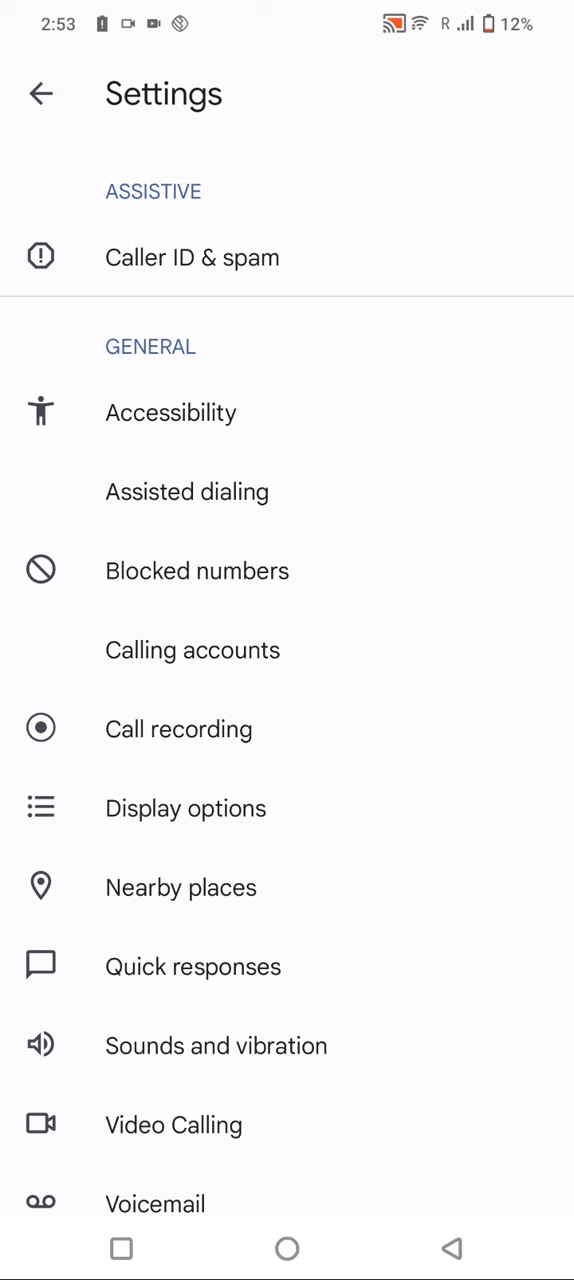 2:53 R 12%
Settings
ASSISTIVE
Caller ID & spam
GENERAL
Accessibility
Assisted dialing
Blocked numbers
Calling accounts
Call recording
Display options
Nearby places
Quick responses
Sounds and vibration
Video Calling
Voicemail